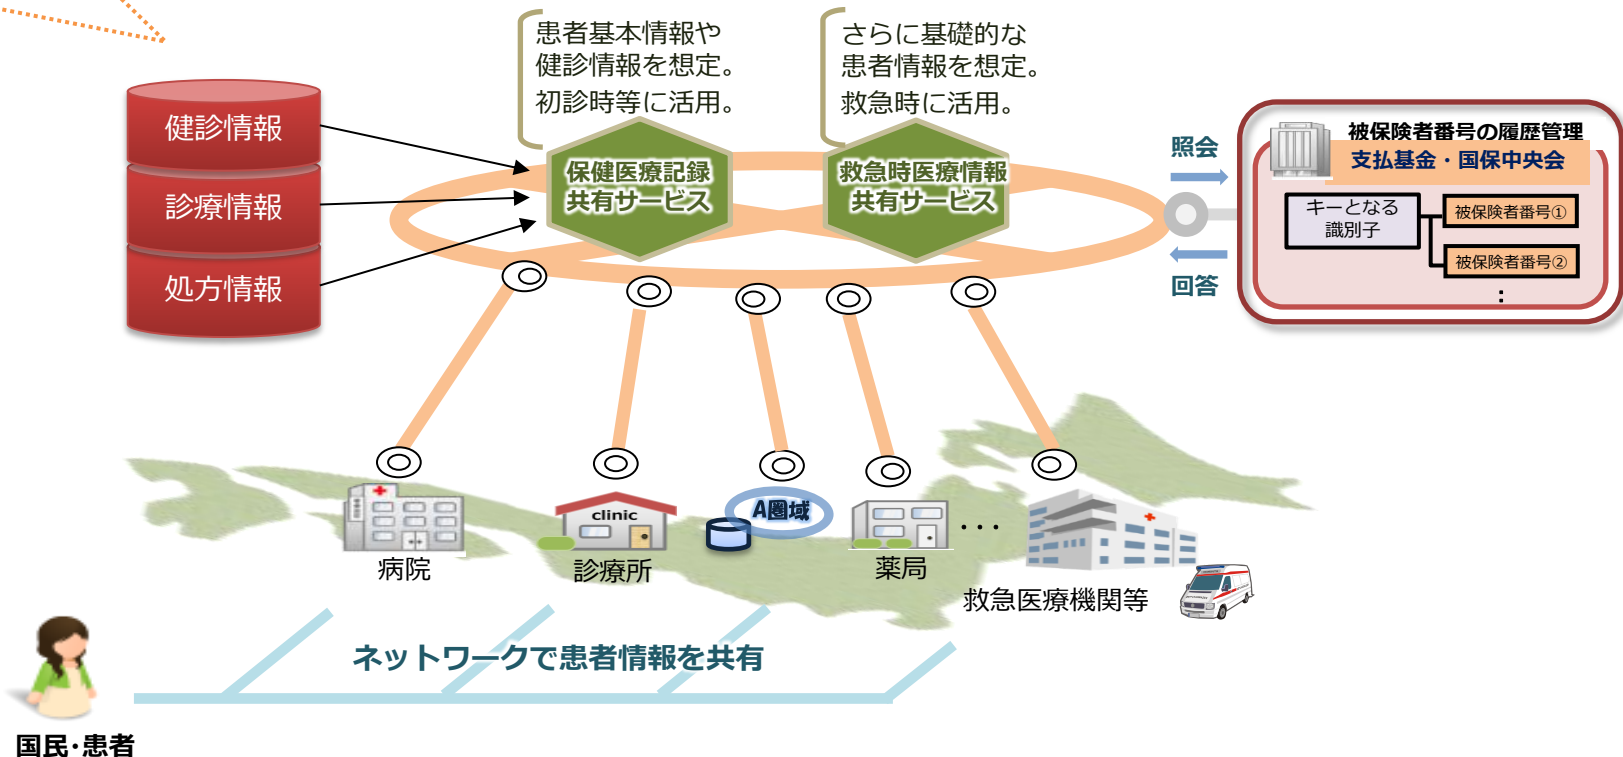 患者基本情報や
健診情報を想定。
初診時等に活用。
さらに基礎的な
患者情報を想定。
救急時に活用。
健診情報
診療情報
処方情報
保健医療記録
共有サービス
救急時医療情報
共有サービス
照会
回答
被保険者番号の履歴管理
支払基金・国保中央会
キーとなる
識別子
被保険者番号①
被保険者番号②
:
病院
clinic
診療所
A圏域
薬局
・・・
救急医療機関等
ネットワークで患者情報を共有
国民・患者